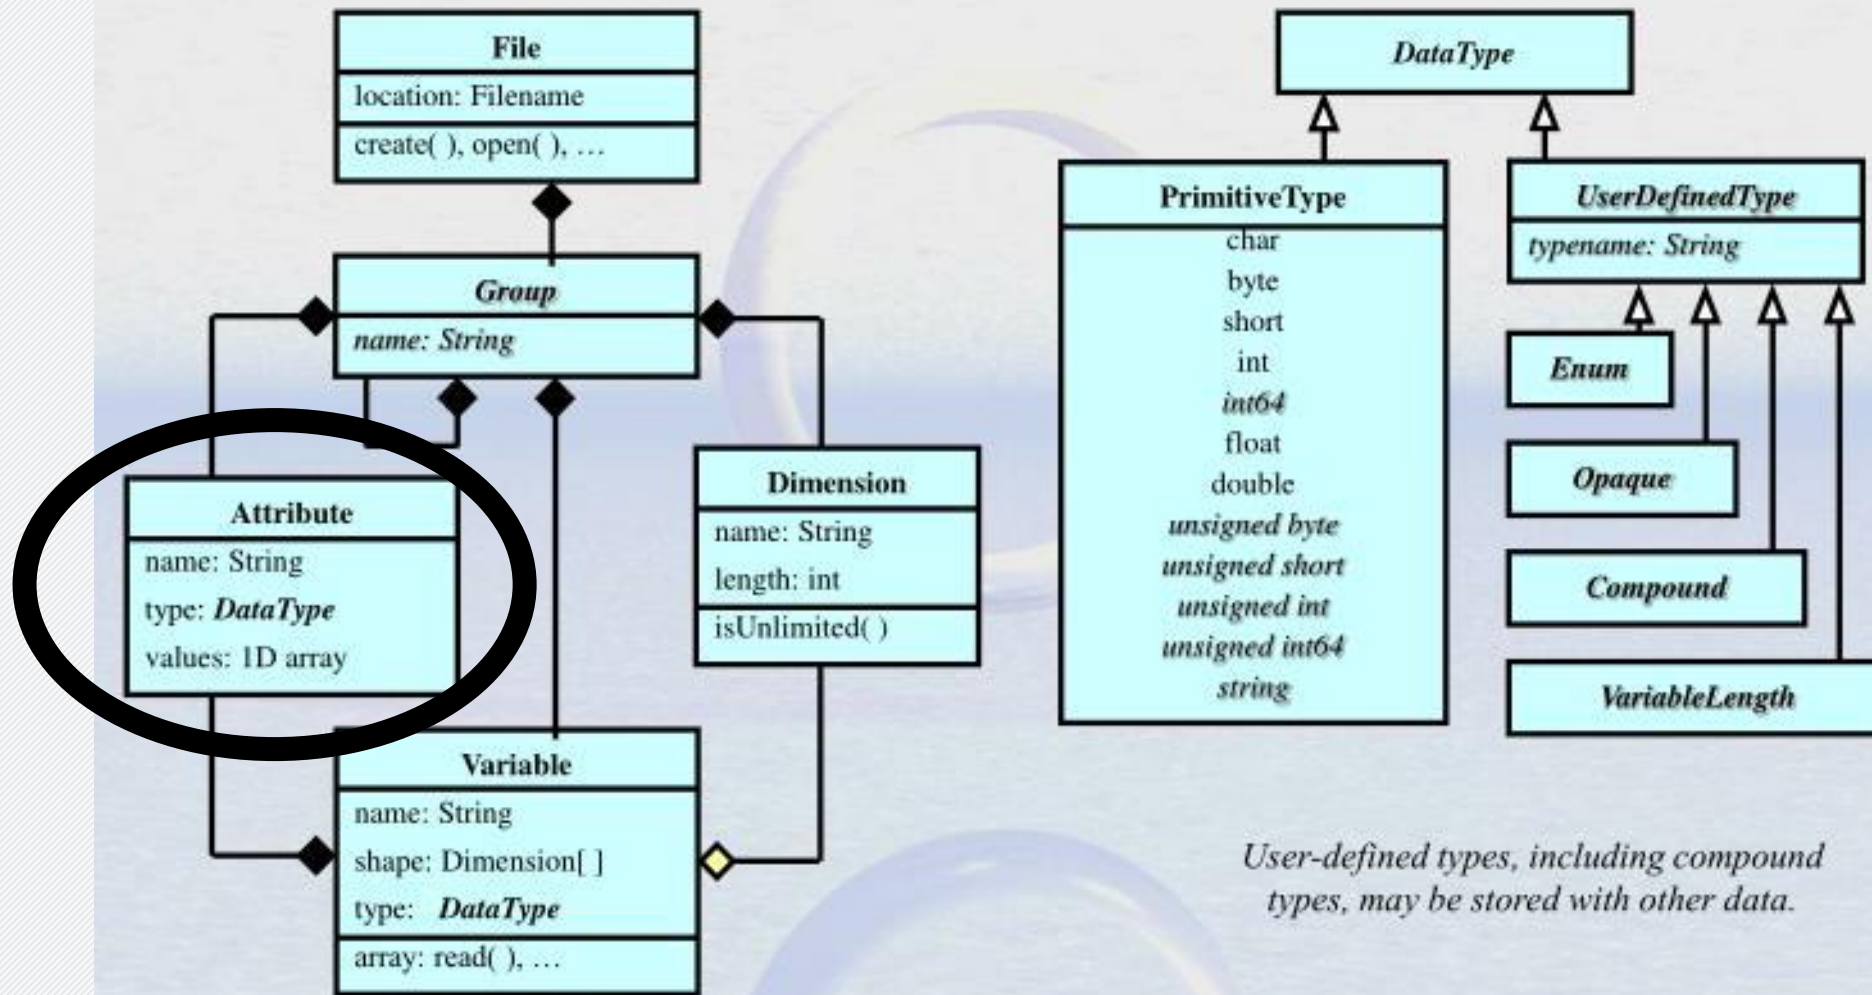 File
location: Filename
create( ), open( ), …
Group
name: String
Attribute
name: String
type: DataType
values: 1D array
Dimension
name: String
length: int
isUnlimited( )
Variable
name: String
shape: Dimension[ ]
type: DataType
array: read( ), …
DataType
PrimitiveType
char
byte
short
int
int64
float
double
unsigned byte
unsigned short
unsigned int
unsigned int64
string
UserDefinedType
typename: String
Enum
Opaque
Compound
VariableLength
User-defined types, including compound
types, may be stored with other data.